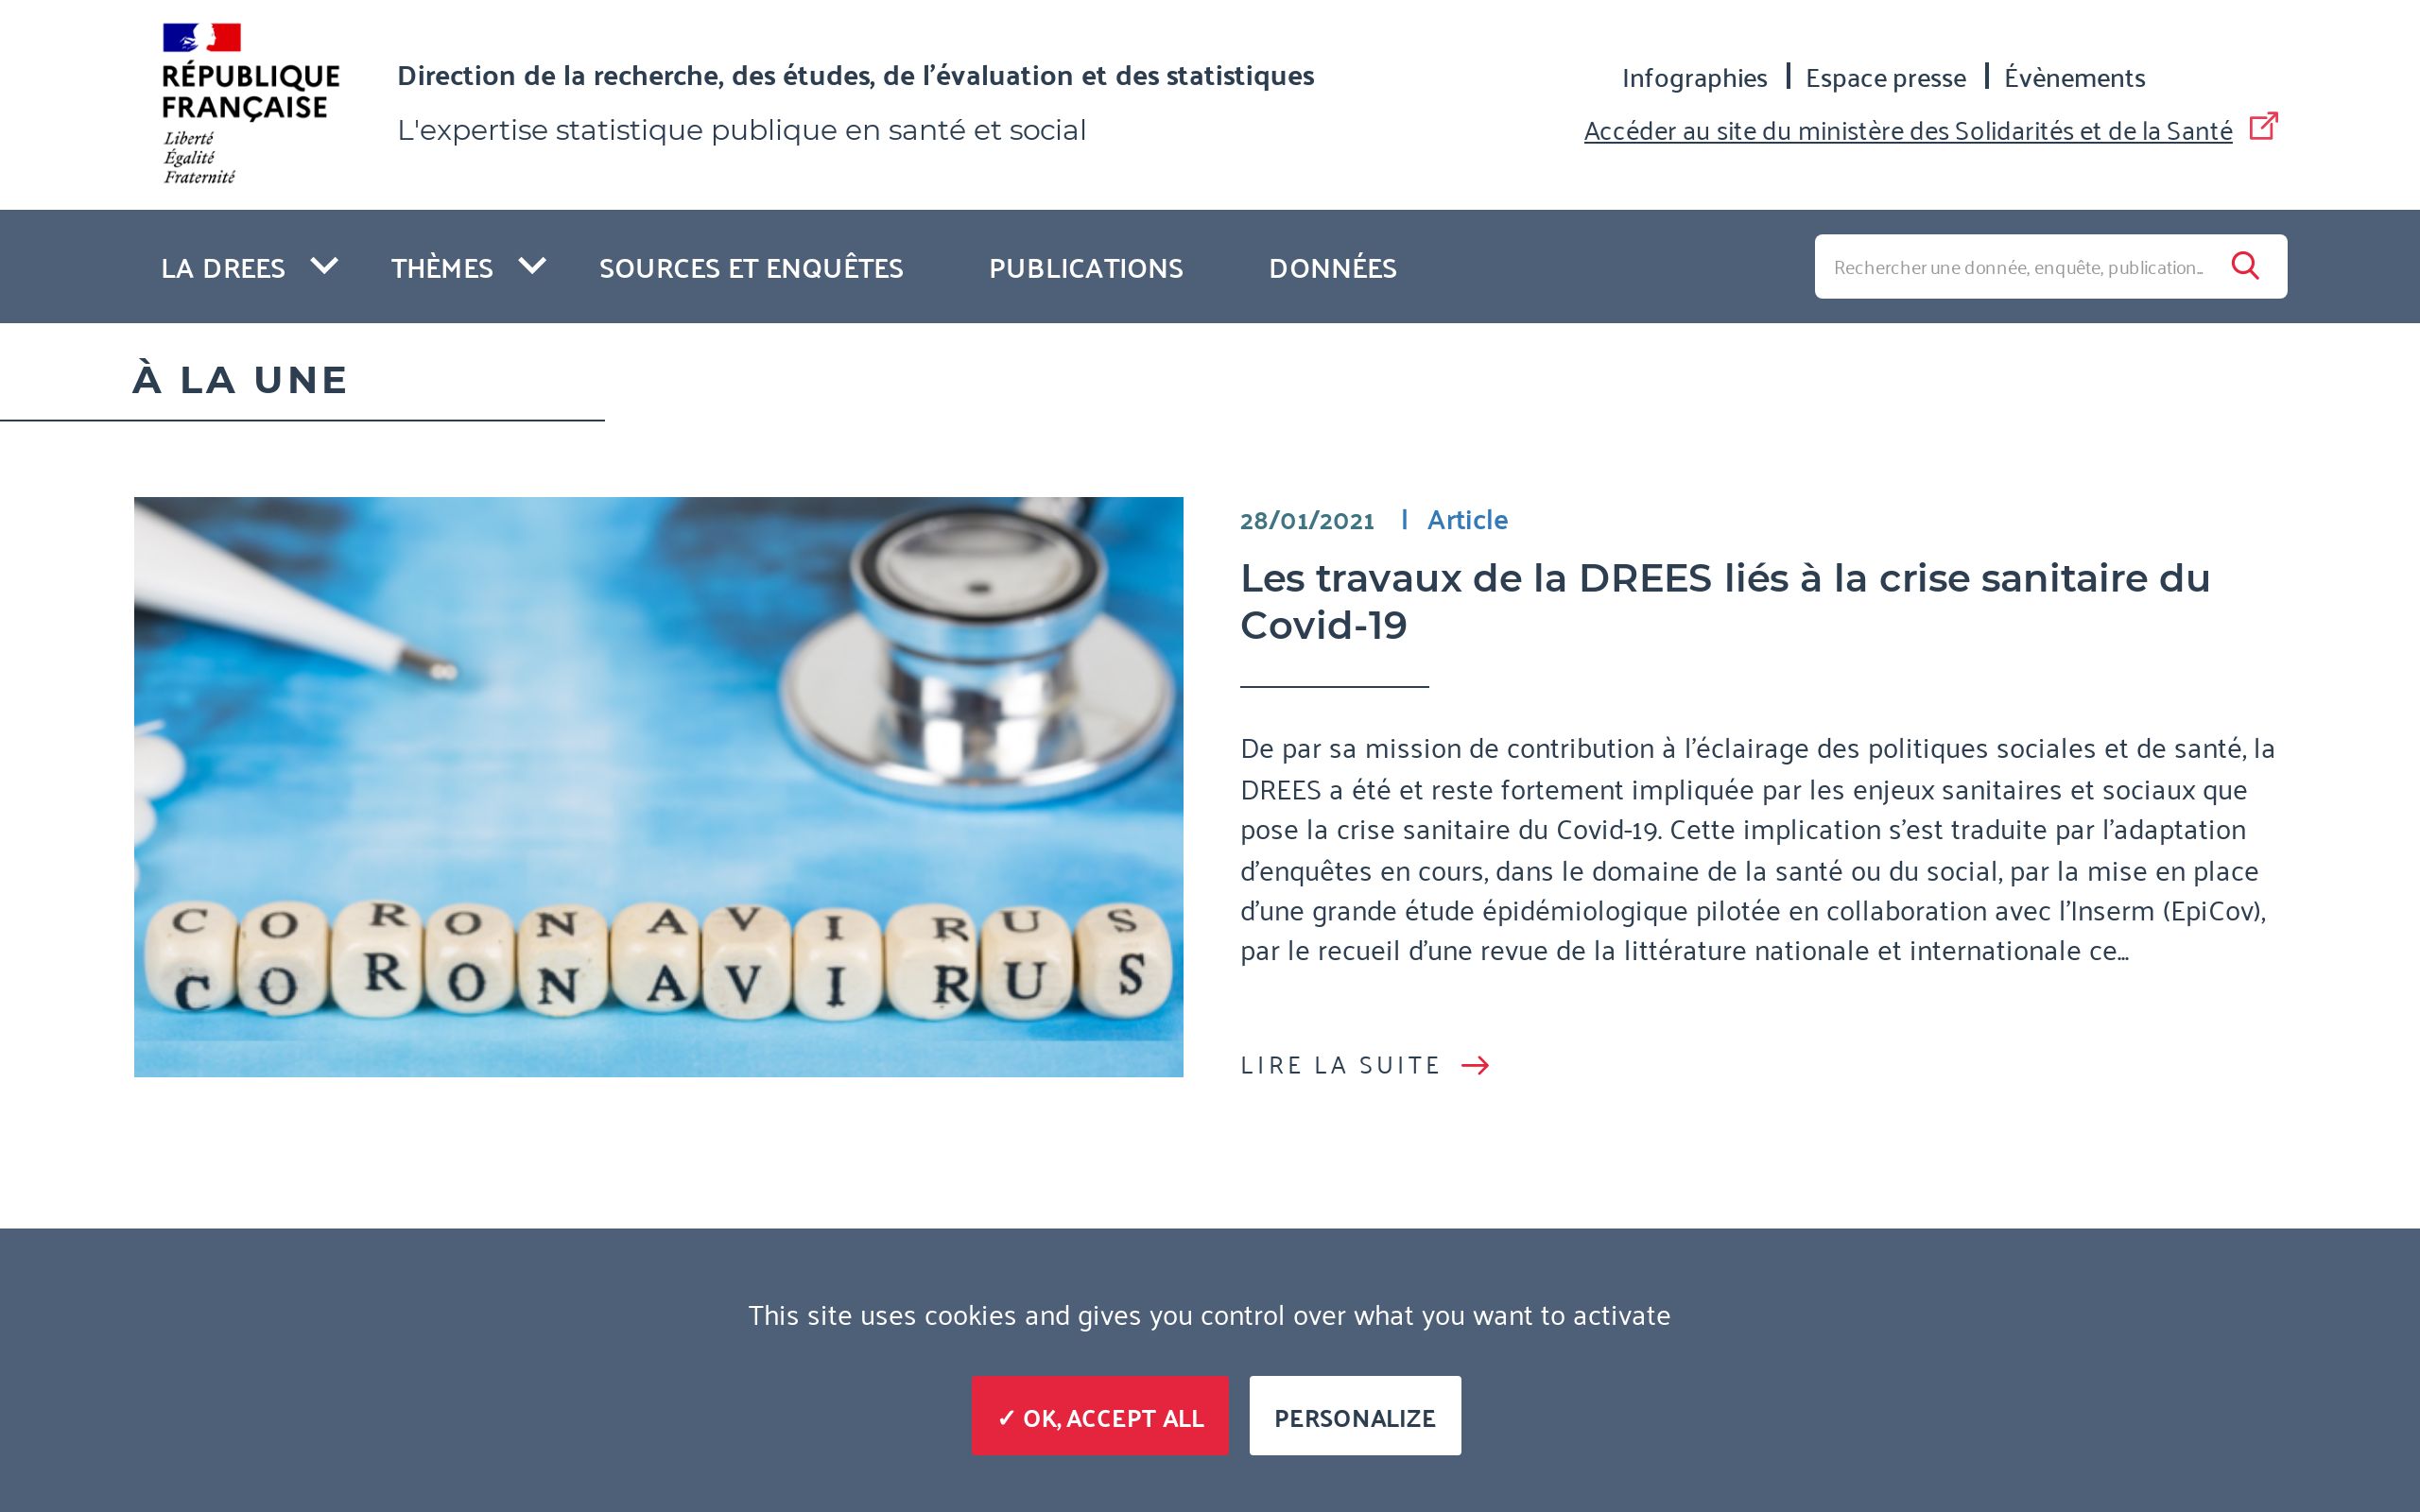 RÉPUBLIQUE
FRANÇAISE
Liberté
Égalité
Fraternité
Direction de la recherche, des études, de l’évaluation et des statistiques
L'expertise statistique publique en santé et social
Infographies | Espace presse | Évènements
Accéder au site du ministère des Solidarités et de la Santé
LA DREES THÈMES SOURCES ET ENQUÊTES PUBLICATIONS DONNÉES
Rechercher une donnée, enquête, publication...
À LA UNE
C O R O N A V I R U S
C O R O N A V I R U S
28/01/2021 | Article
Les travaux de la DREES liés à la crise sanitaire du
Covid-19
De par sa mission de contribution à l’éclairage des politiques sociales et de santé, la
DREES a été et reste fortement impliquée par les enjeux sanitaires et sociaux que
pose la crise sanitaire du Covid-19. Cette implication s’est traduite par l’adaptation
d’enquêtes en cours, dans le domaine de la santé ou du social, par la mise en place
d’une grande étude épidémiologique pilotée en collaboration avec l’Inserm (EpiCov),
par le recueil d’une revue de la littérature nationale et internationale ce...
LIRE LA SUITE →
This site uses cookies and gives you control over what you want to activate
✓ OK, ACCEPT ALL PERSONALIZE